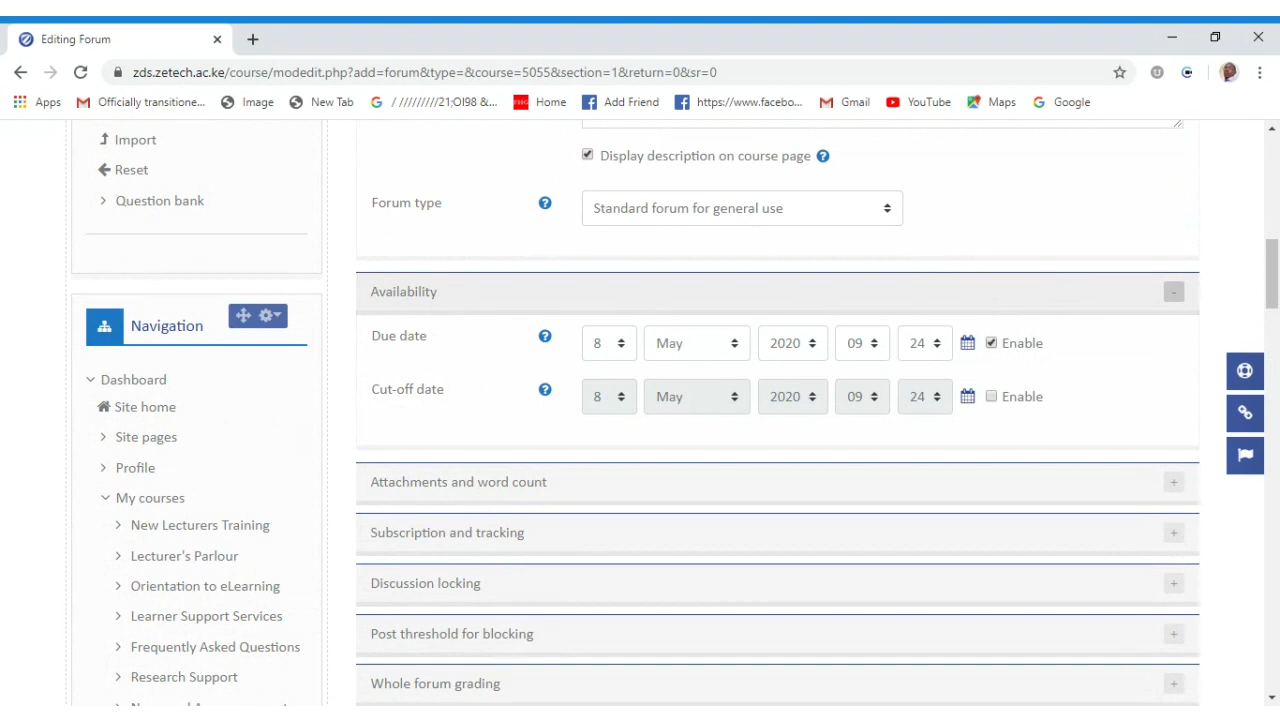 Editing Forum
zds.zetech.ac.ke/course/modedit.php?add=forum&type=&course=5055&section=1&return=0&sr=0
Apps
Officially transitione...
Image
New Tab
/ /////////21;OI98 &...
Home
Add Friend
https://www.facebo...
Gmail
YouTube
Maps
Google
Import
Reset
Question bank
Navigation
Dashboard
Site home
Site pages
Profile
My courses
New Lecturers Training
Lecturer's Parlour
Orientation to eLearning
Learner Support Services
Frequently Asked Questions
Research Support
Display description on course page
Forum type
Standard forum for general use
Availability
Due date
8 May 2020 09 24 Enable
Cut-off date
8 May 2020 09 24 Enable
Attachments and word count
Subscription and tracking
Discussion locking
Post threshold for blocking
Whole forum grading